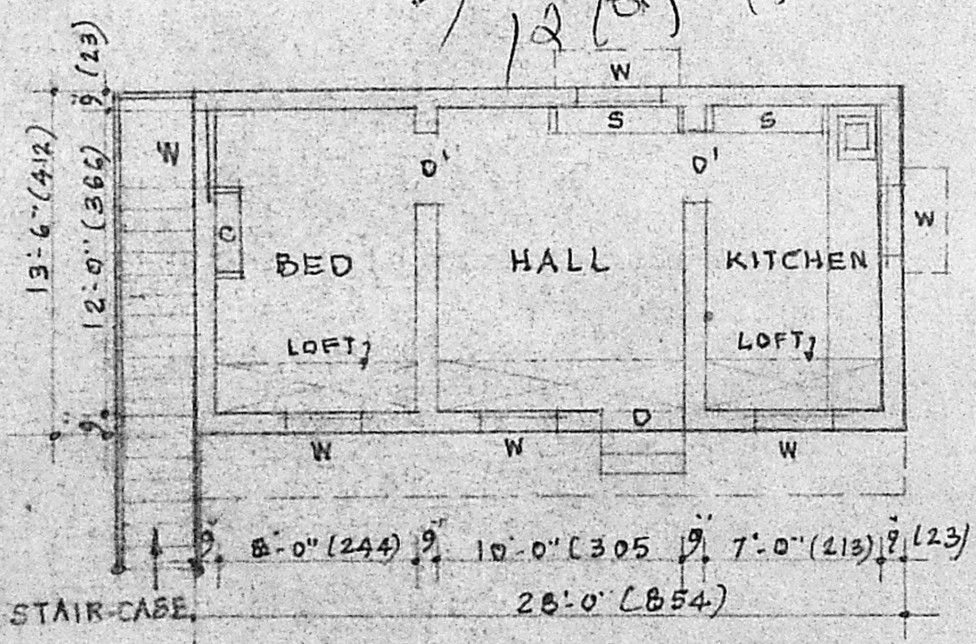 12
9" (23)
W
W
S
S
D'
D'
W
C
BED
HALL
KITCHEN
13'-6" (412)
12'-0" (366)
LOFT
LOFT
9"
D
W
W
W
9"
8'-0" (244)
9"
10'-0" (305
9"
7'-0" (213)
9" (23)
28'-0" (854)
STAIR-CASE